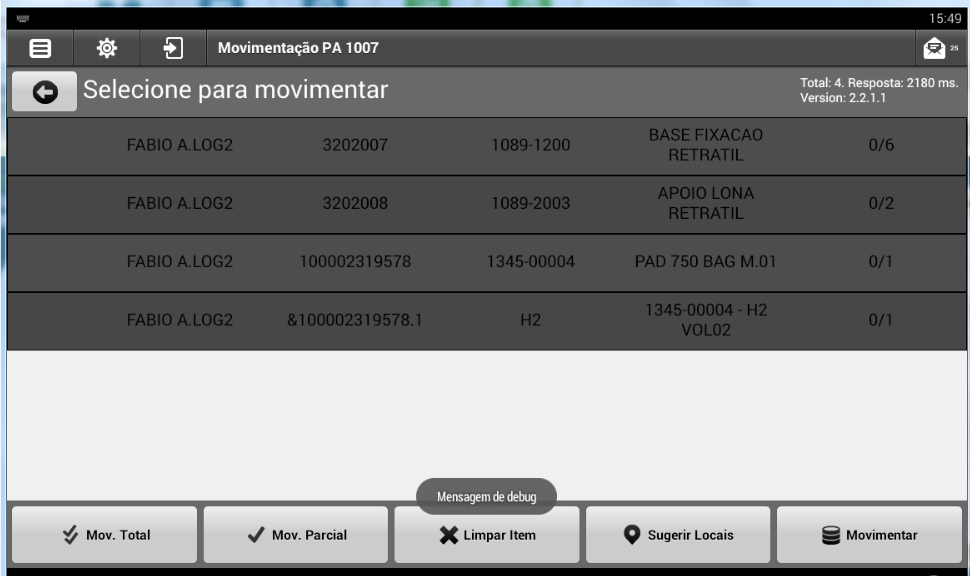 15:49
Movimentação PA 1007
25
Selecione para movimentar
Total: 4. Resposta: 2180 ms.
Version: 2.2.1.1
FABIO A.LOG2 3202007 1089-1200 BASE FIXACAO RETRATIL 0/6
FABIO A.LOG2 3202008 1089-2003 APOIO LONA RETRATIL 0/2
FABIO A.LOG2 100002319578 1345-00004 PAD 750 BAG M.01 0/1
FABIO A.LOG2 &100002319578.1 H2 1345-00004 - H2 VOL02 0/1
Mensagem de debug
Mov. Total
Mov. Parcial
Limpar Item
Sugerir Locais
Movimentar